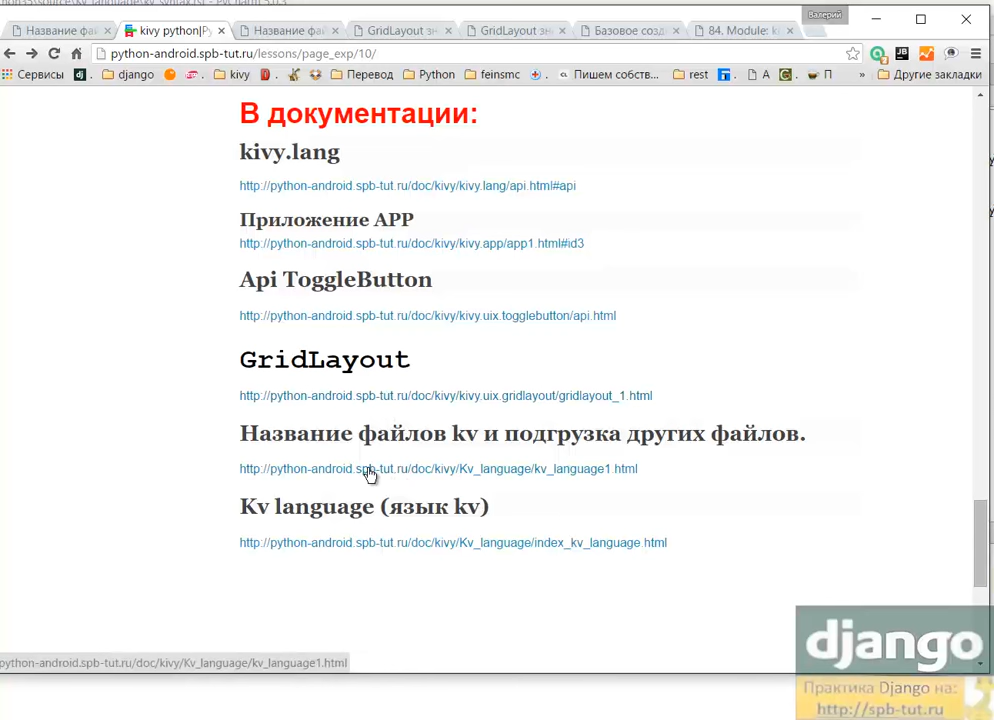 Валерий
Название фай
kivy python|Py
Название фай
GridLayout зн
GridLayout зн
Базовое созд
84. Module: k
python-android.spb-tut.ru/lessons/page_exp/10/
Сервисы dj . django kivy Перевод Python feinsmc Пишем собств... rest А П » Другие закладки
В документации:
kivy.lang
http://python-android.spb-tut.ru/doc/kivy/kivy.lang/api.html#api
Приложение APP
http://python-android.spb-tut.ru/doc/kivy/kivy.app/app1.html#id3
Api ToggleButton
http://python-android.spb-tut.ru/doc/kivy/kivy.uix.togglebutton/api.html
GridLayout
http://python-android.spb-tut.ru/doc/kivy/kivy.uix.gridlayout/gridlayout_1.html
Название файлов kv и подгрузка других файлов.
http://python-android.spb-tut.ru/doc/kivy/Kv_language/kv_language1.html
Kv language (язык kv)
http://python-android.spb-tut.ru/doc/kivy/Kv_language/index_kv_language.html
django
python-android.spb-tut.ru/doc/kivy/Kv_language/kv_language1.html
Практика Django на:
http://spb-tut.ru